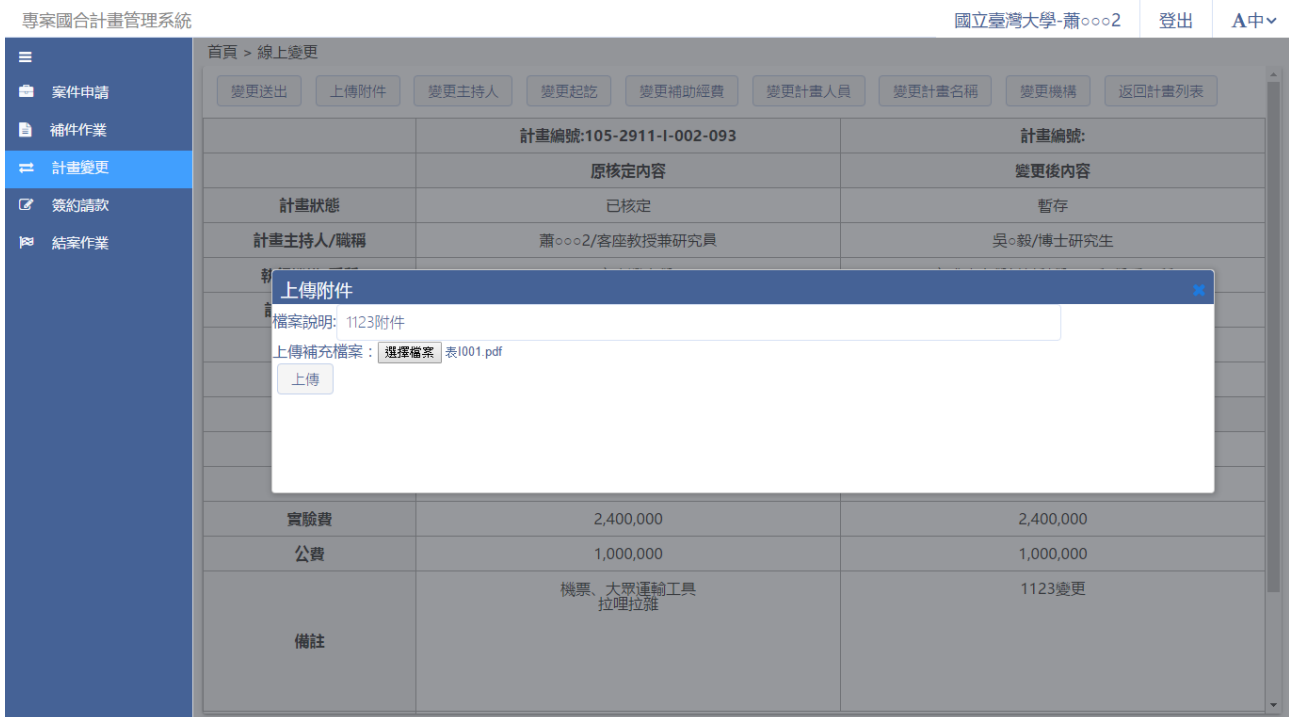 專案國合計畫管理系統 國立臺灣大學-蕭○○○2 登出 A中
首頁 > 線上變更
案件申請
補件作業
計畫變更
簽約請款
結案作業
變更送出 上傳附件 變更主持人 變更起訖 變更補助經費 變更計畫人員 變更計畫名稱 變更機構 返回計畫列表
計畫編號:105-2911-I-002-093 計畫編號:
原核定內容 變更後內容
計畫狀態 已核定 暫存
計畫主持人/職稱 蕭○○○2/客座教授兼研究員 吳○毅/博士研究生
上傳附件
檔案說明: 1123附件
上傳補充檔案： 選擇檔案 表I001.pdf
上傳
實驗費 2,400,000 2,400,000
公費 1,000,000 1,000,000
備註 機票、大眾運輸工具 1123變更
拉哩拉雜